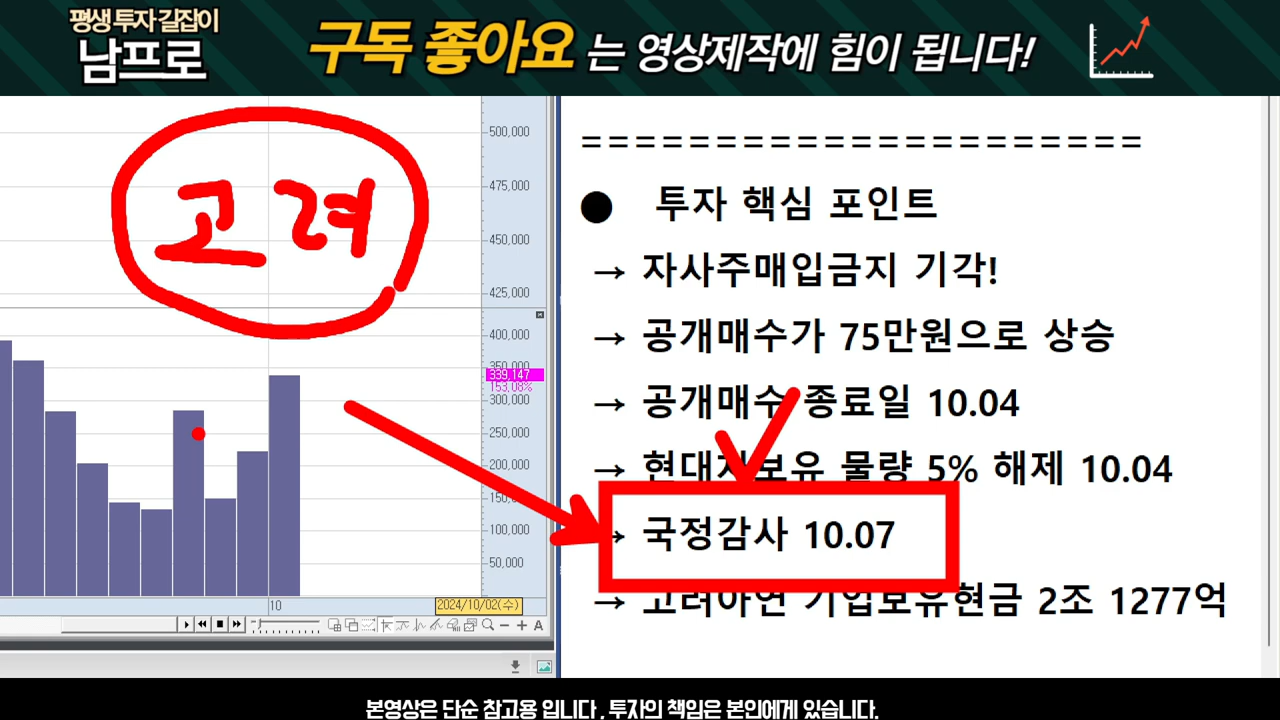 평생 투자 길잡이
남프로
구독 좋아요 는 영상제작에 힘이 됩니다!
고려
500,000
475,000
450,000
425,000
400,000
350,000
339,147
153.08%
300,000
250,000
200,000
150,000
100,000
50,000
10
2024/10/02(수)
A
======================
● 투자 핵심 포인트
→ 자사주매입금지 기각!
→ 공개매수가 75만원으로 상승
→ 공개매수 종료일 10.04
→ 현대차보유 물량 5% 해제 10.04
→ 국정감사 10.07
→ 고려아연 기업보유현금 2조 1277억
본영상은 단순 참고용 입니다 , 투자의 책임은 본인에게 있습니다.